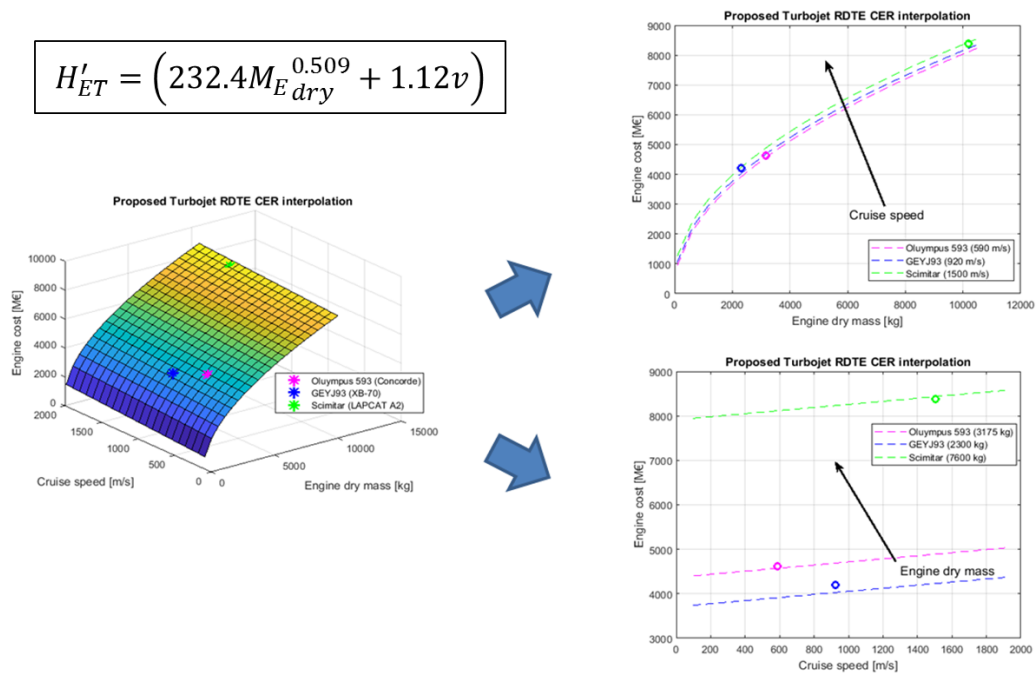 H'_ET = (232.4M_E_dry^0.509 + 1.12v)
Proposed Turbojet RDTE CER interpolation
Engine cost [M€]
10000
8000
6000
4000
2000
0
2000
1500
1000
500
0
Cruise speed [m/s]
0
5000
10000
15000
Engine dry mass [kg]
Oluympus 593 (Concorde)
GEYJ93 (XB-70)
Scimitar (LAPCAT A2)
Proposed Turbojet RDTE CER interpolation
Engine cost [M€]
9000
8000
7000
6000
5000
4000
3000
2000
1000
0
Cruise speed
Oluympus 593 (590 m/s)
GEYJ93 (920 m/s)
Scimitar (1500 m/s)
0 2000 4000 6000 8000 10000 12000
Engine dry mass [kg]
Proposed Turbojet RDTE CER interpolation
Engine cost [M€]
9000
8000
7000
6000
5000
4000
3000
Oluympus 593 (3175 kg)
GEYJ93 (2300 kg)
Scimitar (7600 kg)
Engine dry mass
0 200 400 600 800 1000 1200 1400 1600 1800 2000
Cruise speed [m/s]